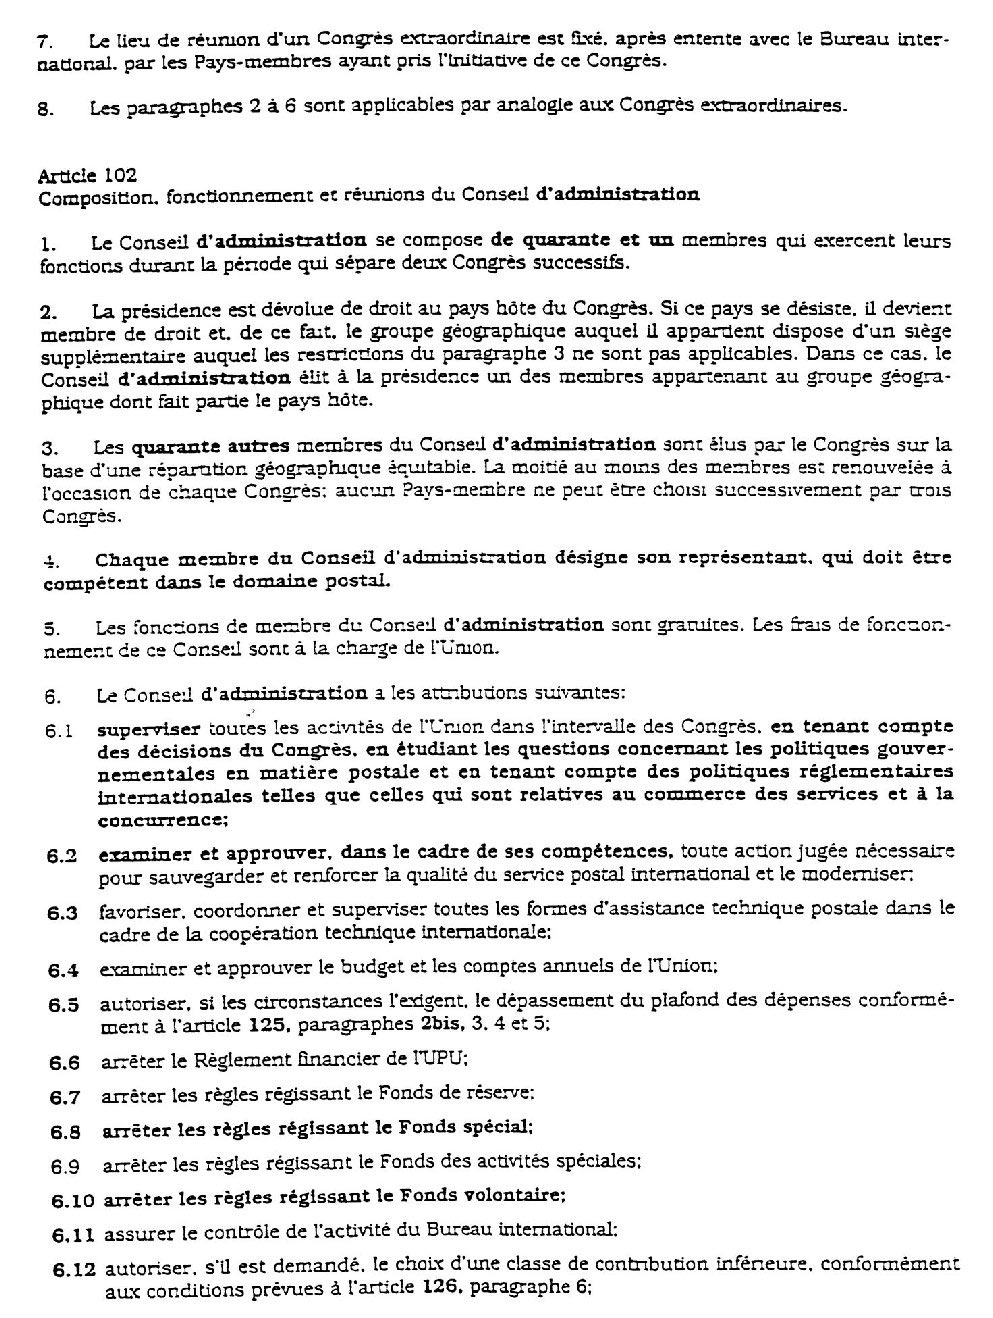 7. Le lieu de réunion d'un Congrès extraordinaire est fixé, après entente avec le Bureau inter-
national, par les Pays-membres ayant pris l'initiative de ce Congrès.
8. Les paragraphes 2 à 6 sont applicables par analogie aux Congrès extraordinaires.
Article 102
Composition, fonctionnement et réunions du Conseil d'administration
1. Le Conseil d'administration se compose de quarante et un membres qui exercent leurs
fonctions durant la période qui sépare deux Congrès successifs.
2. La présidence est dévolue de droit au pays hôte du Congrès. Si ce pays se désiste, il devient
membre de droit et, de ce fait, le groupe géographique auquel il appartient dispose d'un siège
supplémentaire auquel les restrictions du paragraphe 3 ne sont pas applicables. Dans ce cas, le
Conseil d'administration élit à la présidence un des membres appartenant au groupe géogra-
phique dont fait partie le pays hôte.
3. Les quarante autres membres du Conseil d'administration sont élus par le Congrès sur la
base d'une répartition géographique équitable. La moitié au moins des membres est renouvelée à
l'occasion de chaque Congrès; aucun Pays-membre ne peut être choisi successivement par trois
Congrès.
4. Chaque membre du Conseil d'administration désigne son représentant, qui doit être
compétent dans le domaine postal.
5. Les fonctions de membre du Conseil d'administration sont gratuites. Les frais de fonction-
nement de ce Conseil sont à la charge de l'Union.
6. Le Conseil d'administration a les attributions suivantes:
6.1 superviser toutes les activités de l'Union dans l'intervalle des Congrès, en tenant compte
des décisions du Congrès, en étudiant les questions concernant les politiques gouver-
nementales en matière postale et en tenant compte des politiques réglementaires
internationales telles que celles qui sont relatives au commerce des services et à la
concurrence;
6.2 examiner et approuver, dans le cadre de ses compétences, toute action jugée nécessaire
pour sauvegarder et renforcer la qualité du service postal international et le moderniser;
6.3 favoriser, coordonner et superviser toutes les formes d'assistance technique postale dans le
cadre de la coopération technique internationale;
6.4 examiner et approuver le budget et les comptes annuels de l'Union;
6.5 autoriser, si les circonstances l'exigent, le dépassement du plafond des dépenses conformé-
ment à l'article 125, paragraphes 2bis, 3, 4 et 5;
6.6 arrêter le Règlement financier de l'UPU;
6.7 arrêter les règles régissant le Fonds de réserve;
6.8 arrêter les règles régissant le Fonds spécial;
6.9 arrêter les règles régissant le Fonds des activités spéciales;
6.10 arrêter les règles régissant le Fonds volontaire;
6.11 assurer le contrôle de l'activité du Bureau international;
6.12 autoriser, s'il est demandé, le choix d'une classe de contribution inférieure, conformément
aux conditions prévues à l'article 126, paragraphe 6;